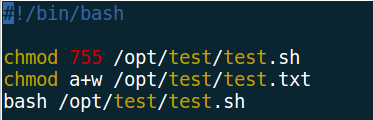 #!/bin/bash
chmod 755 /opt/test/test.sh
chmod a+w /opt/test/test.txt
bash /opt/test/test.sh